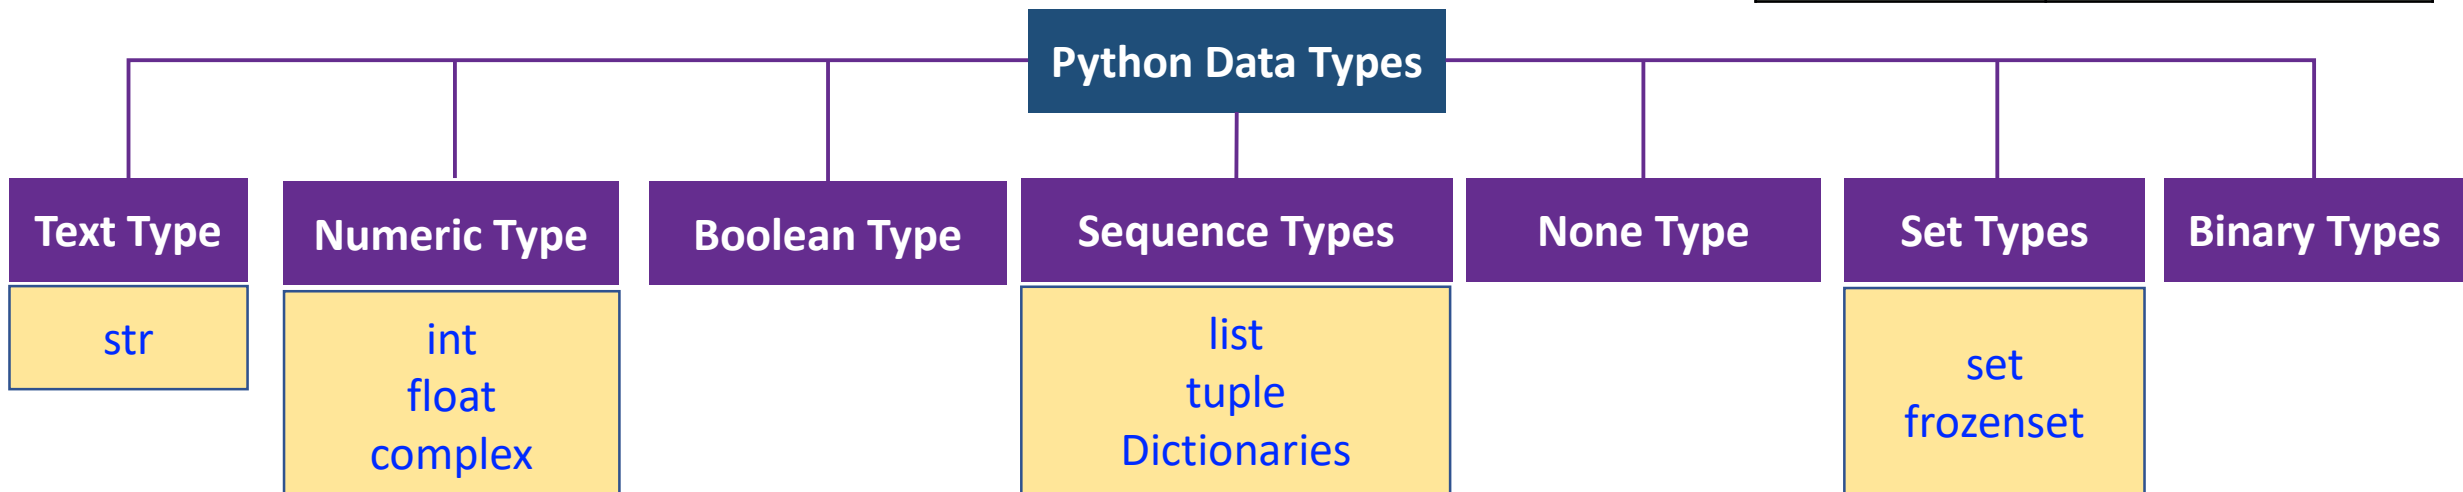 Python Data Types
Text Type
Numeric Type
Boolean Type
Sequence Types
None Type
Set Types
Binary Types
str
int
float
complex
list
tuple
Dictionaries
set
frozenset